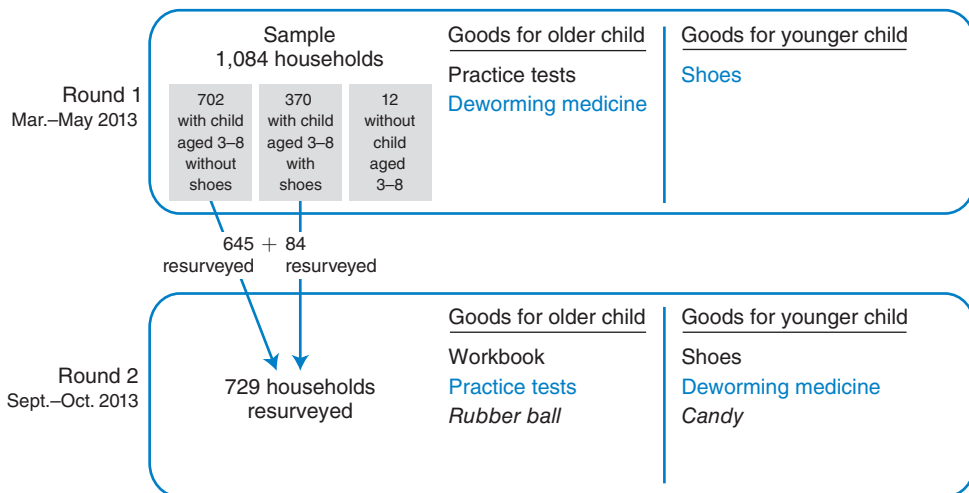 Round 1
Mar.–May 2013
Sample
1,084 households
702
with child
aged 3–8
without
shoes
370
with child
aged 3–8
with
shoes
12
without
child
aged
3–8
Goods for older child
Practice tests
Deworming medicine
Goods for younger child
Shoes
645 + 84
resurveyed resurveyed
Round 2
Sept.–Oct. 2013
729 households
resurveyed
Goods for older child
Workbook
Practice tests
Rubber ball
Goods for younger child
Shoes
Deworming medicine
Candy